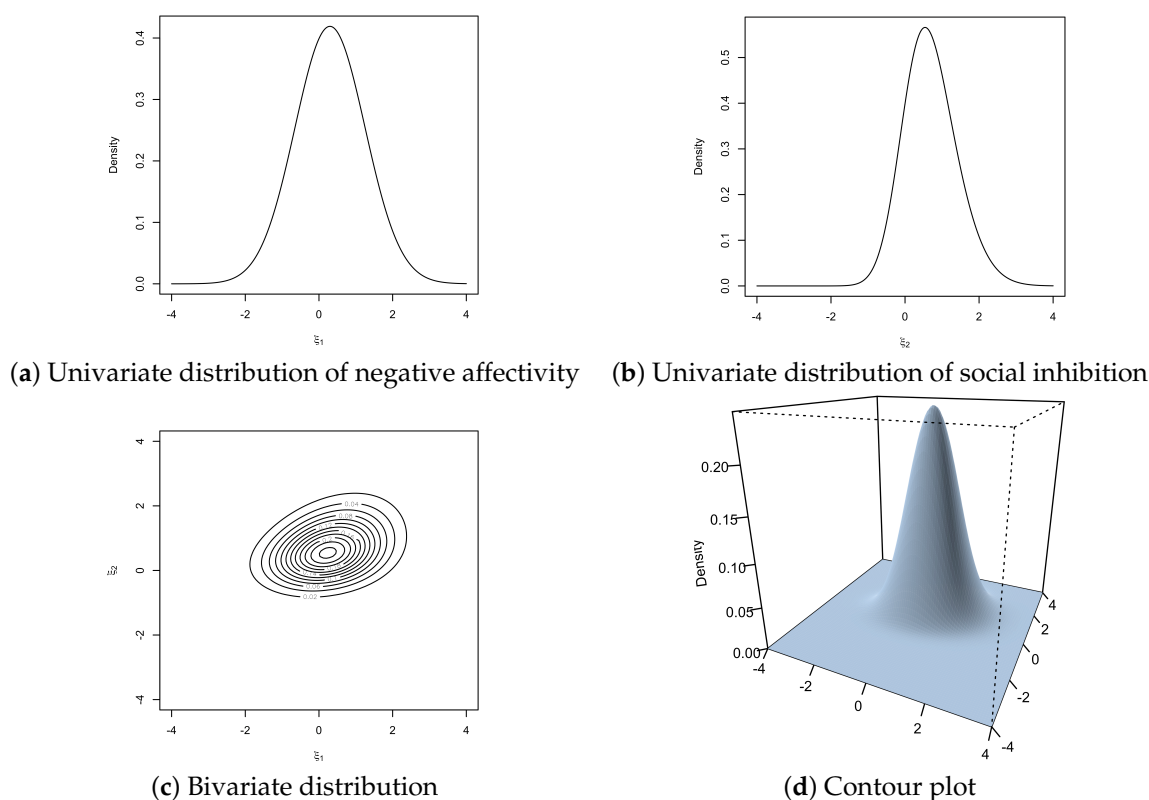 0.4
0.3
0.2
0.1
0.0
Density
-4 -2 0 2 4
ξ1
0.5
0.4
0.3
0.2
0.1
0.0
Density
-4 -2 0 2 4
ξ2
(a) Univariate distribution of negative affectivity
(b) Univariate distribution of social inhibition
4
2
0
-2
-4
ξ2
0.04
0.08
0.06
0.02
-4 -2 0 2 4
ξ1
0.20
0.15
0.10
0.05
0.00
Density
-4
-2
0
2
4
-4
-2
0
2
4
(c) Bivariate distribution
(d) Contour plot